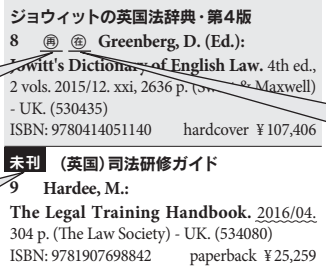 ジョウィットの英国法辞典・第4版
8 ㊢ ㊡ Greenberg, D. (Ed.):
Jowitt's Dictionary of English Law. 4th ed.,
2 vols. 2015/12. xxi, 2636 p. (Sweet & Maxwell)
- UK. (530435)
ISBN: 9780414051140 hardcover ¥107,406
未刊 (英国)司法研修ガイド
9 Hardee, M.:
The Legal Training Handbook. 2016/04.
304 p. (The Law Society) - UK. (534080)
ISBN: 9781907698842 paperback ¥25,259